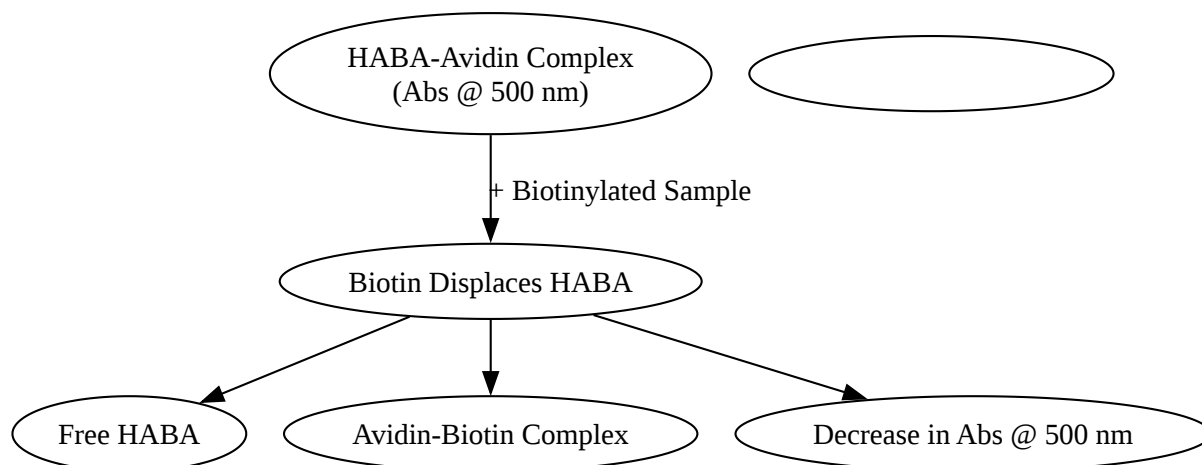 HABA-Avidin Complex
(Abs @ 500 nm)
+ Biotinylated Sample
Biotin Displaces HABA
Free HABA
Avidin-Biotin Complex
Decrease in Abs @ 500 nm